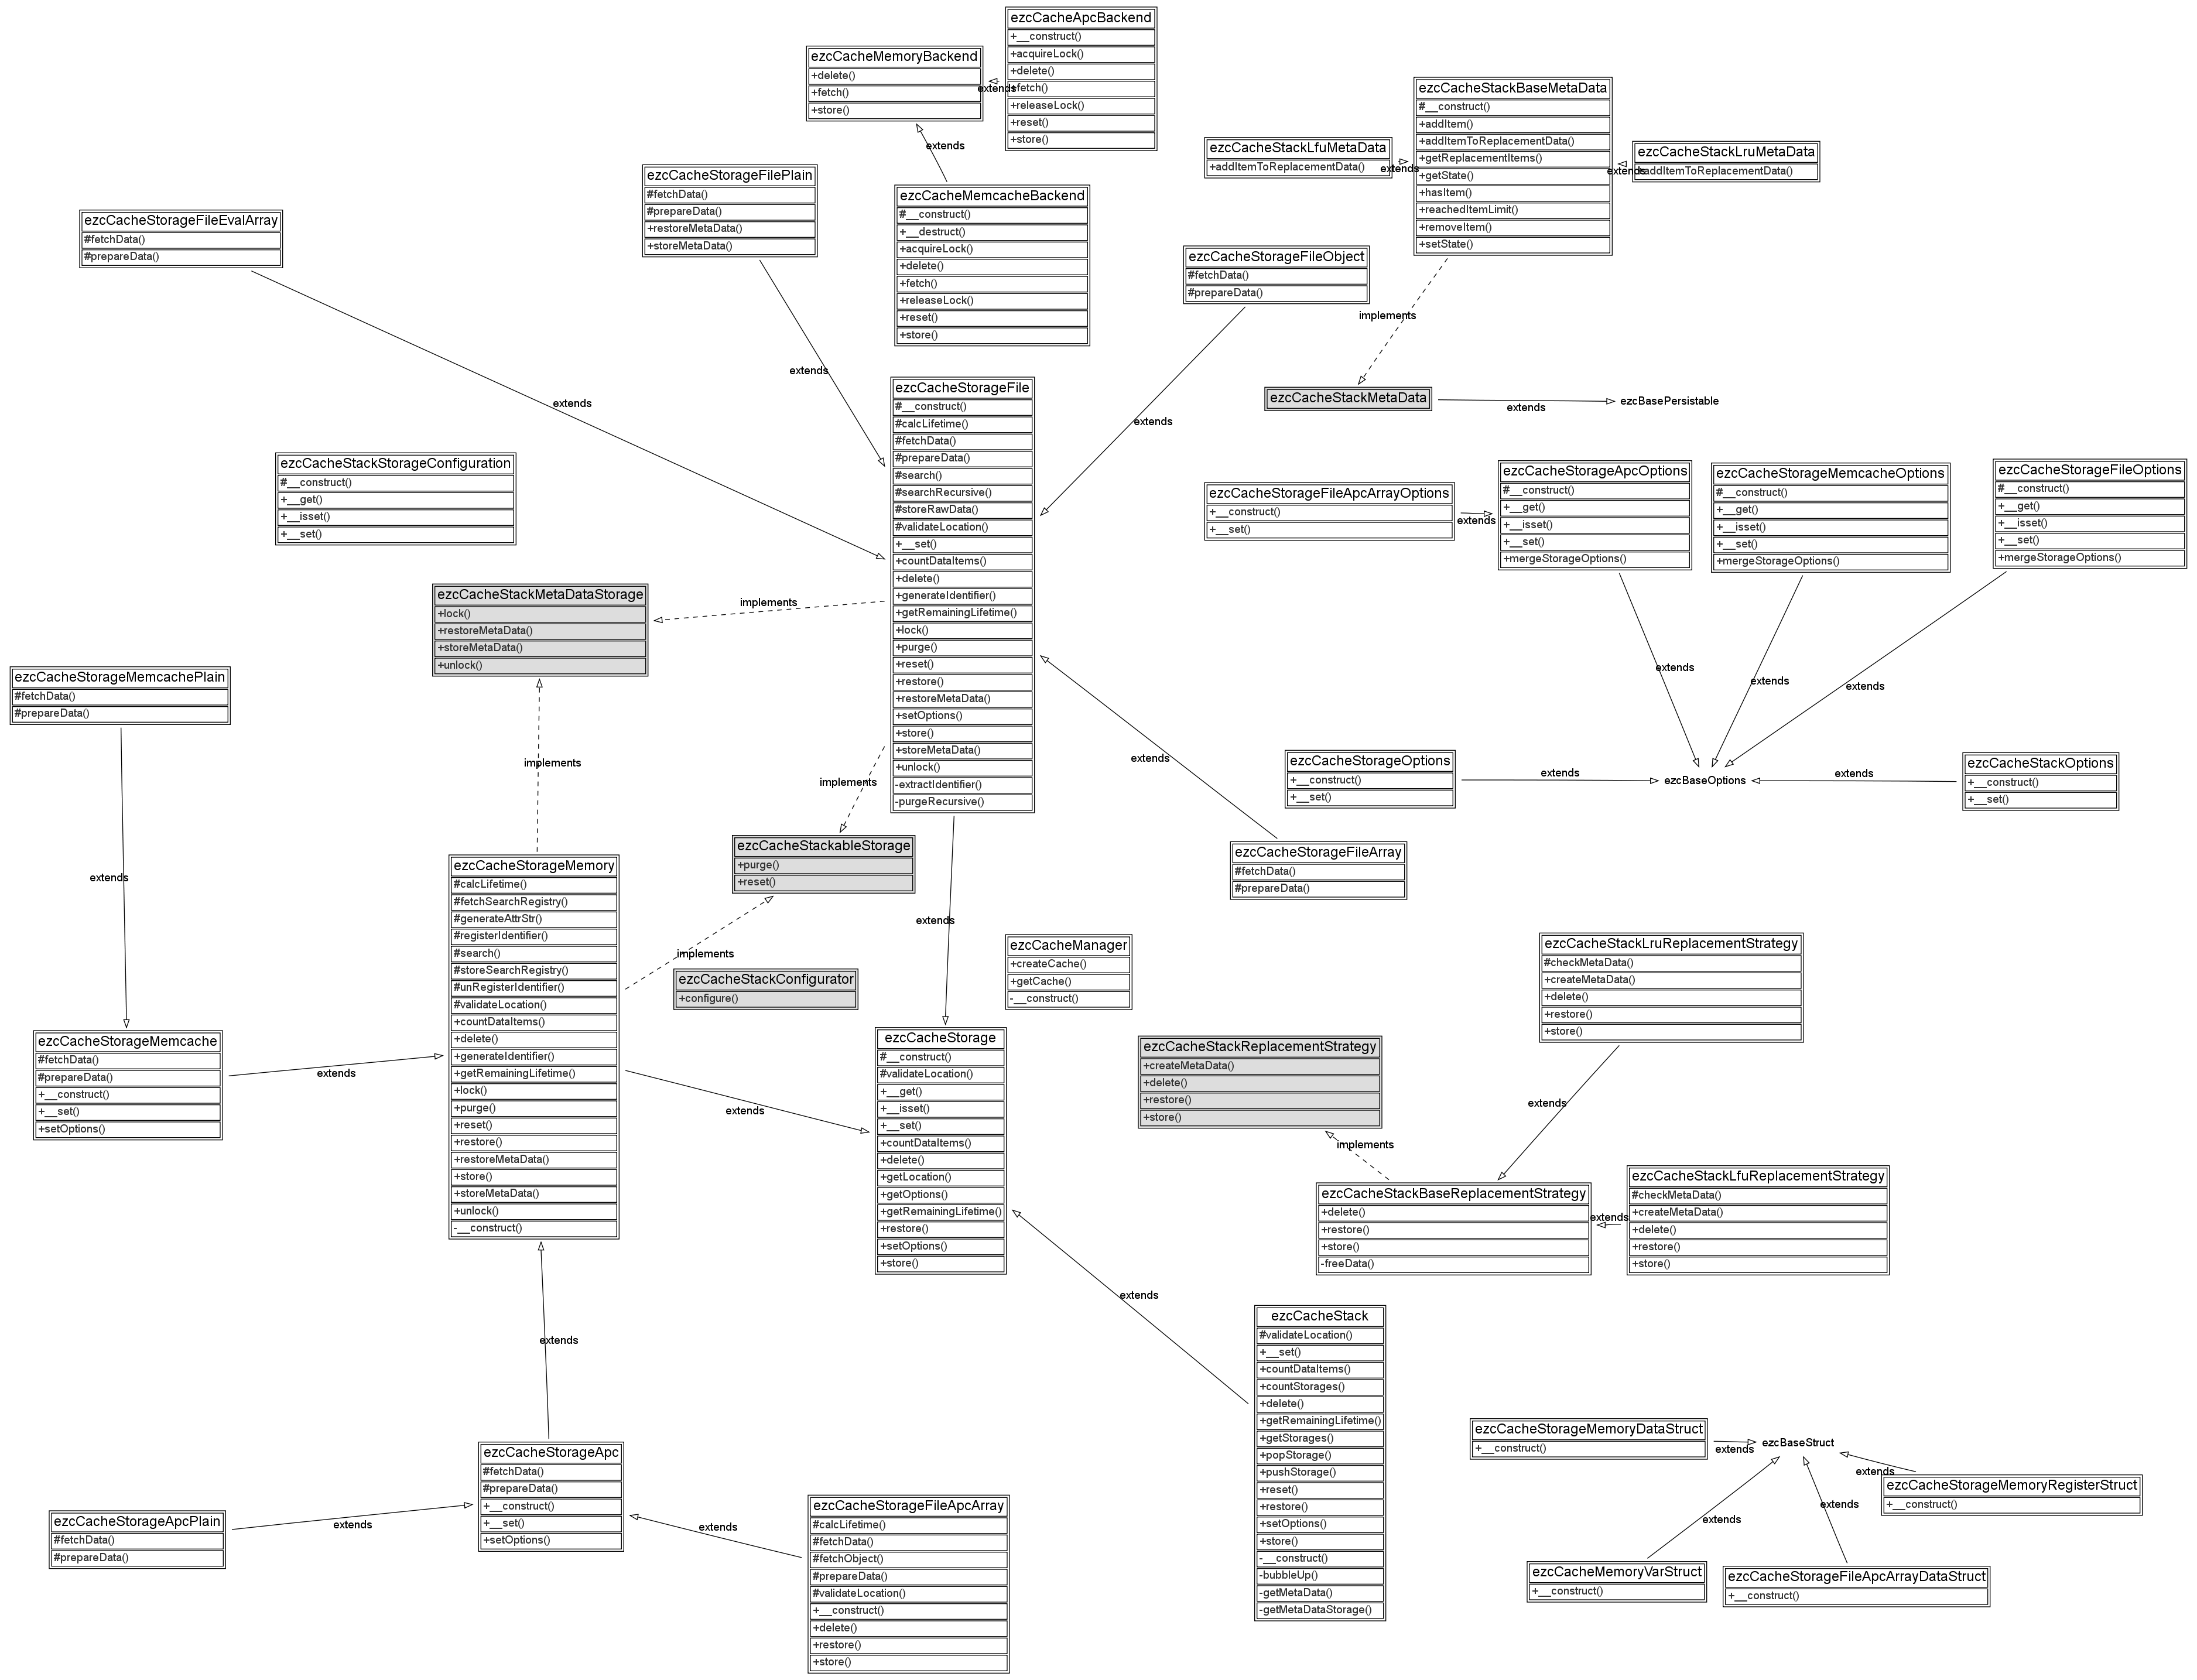 ezcCacheApcBackend
+__construct()
+acquireLock()
+delete()
+fetch()
+releaseLock()
+reset()
+store()
ezcCacheMemoryBackend
+delete()
+fetch()
+store()
extends
extends
ezcCacheStackBaseMetaData
#__construct()
+addItem()
+addItemToReplacementData()
+getReplacementItems()
+getState()
+hasItem()
+reachedItemLimit()
+removeItem()
+setState()
ezcCacheStackLfuMetaData
+addItemToReplacementData()
extends
ezcCacheStackLruMetaData
+addItemToReplacementData()
extends
ezcCacheStorageFilePlain
#fetchData()
#prepareData()
+restoreMetaData()
+storeMetaData()
ezcCacheMemcacheBackend
#__construct()
+__destruct()
+acquireLock()
+delete()
+fetch()
+releaseLock()
+reset()
+store()
ezcCacheStorageFileEvalArray
#fetchData()
#prepareData()
ezcCacheStorageFileObject
#fetchData()
#prepareData()
implements
extends
extends
extends
ezcCacheStackMetaData
extends
ezcBasePersistable
ezcCacheStorageFile
#__construct()
#calcLifetime()
#fetchData()
#prepareData()
#search()
#searchRecursive()
#storeRawData()
#validateLocation()
+__set()
+countDataItems()
+delete()
+generateIdentifier()
+getRemainingLifetime()
+lock()
+purge()
+reset()
+restore()
+restoreMetaData()
+setOptions()
+store()
+storeMetaData()
+unlock()
-extractIdentifier()
-purgeRecursive()
ezcCacheStackStorageConfiguration
#__construct()
+__get()
+__isset()
+__set()
ezcCacheStorageFileApcArrayOptions
+__construct()
+__set()
extends
ezcCacheStorageApcOptions
#__construct()
+__get()
+__isset()
+__set()
+mergeStorageOptions()
ezcCacheStorageMemcacheOptions
#__construct()
+__get()
+__isset()
+__set()
+mergeStorageOptions()
ezcCacheStorageFileOptions
#__construct()
+__get()
+__isset()
+__set()
+mergeStorageOptions()
ezcCacheStackMetaDataStorage
+lock()
+restoreMetaData()
+storeMetaData()
+unlock()
implements
extends
extends
extends
ezcCacheStorageMemcachePlain
#fetchData()
#prepareData()
implements
implements
extends
ezcCacheStorageOptions
+__construct()
+__set()
extends
ezcBaseOptions
extends
ezcCacheStackOptions
+__construct()
+__set()
ezcCacheStackableStorage
+purge()
+reset()
ezcCacheStorageFileArray
#fetchData()
#prepareData()
extends
ezcCacheStorageMemory
#calcLifetime()
#fetchSearchRegistry()
#generateAttrStr()
#registerIdentifier()
#search()
#storeSearchRegistry()
#unRegisterIdentifier()
#validateLocation()
+countDataItems()
+delete()
+generateIdentifier()
+getRemainingLifetime()
+lock()
+purge()
+reset()
+restore()
+restoreMetaData()
+store()
+storeMetaData()
+unlock()
-__construct()
extends
implements
ezcCacheStackConfigurator
+configure()
ezcCacheManager
+createCache()
+getCache()
-__construct()
ezcCacheStackLruReplacementStrategy
#checkMetaData()
+createMetaData()
+delete()
+restore()
+store()
ezcCacheStorageMemcache
#fetchData()
#prepareData()
+__construct()
+__set()
+setOptions()
extends
extends
ezcCacheStorage
#__construct()
#validateLocation()
+__get()
+__isset()
+__set()
+countDataItems()
+delete()
+getLocation()
+getOptions()
+getRemainingLifetime()
+restore()
+setOptions()
+store()
ezcCacheStackReplacementStrategy
+createMetaData()
+delete()
+restore()
+store()
extends
implements
ezcCacheStackBaseReplacementStrategy
+delete()
+restore()
+store()
-freeData()
extends
ezcCacheStackLfuReplacementStrategy
#checkMetaData()
+createMetaData()
+delete()
+restore()
+store()
extends
extends
ezcCacheStack
#validateLocation()
+__set()
+countDataItems()
+countStorages()
+delete()
+getRemainingLifetime()
+getStorages()
+popStorage()
+pushStorage()
+reset()
+restore()
+setOptions()
+store()
-__construct()
-bubbleUp()
-getMetaData()
-getMetaDataStorage()
ezcCacheStorageApc
#fetchData()
#prepareData()
+__construct()
+__set()
+setOptions()
ezcCacheStorageApcPlain
#fetchData()
#prepareData()
extends
extends
ezcCacheStorageFileApcArray
#calcLifetime()
#fetchData()
#fetchObject()
#prepareData()
#validateLocation()
+__construct()
+delete()
+restore()
+store()
ezcCacheStorageMemoryDataStruct
+__construct()
extends
ezcBaseStruct
extends
ezcCacheStorageMemoryRegisterStruct
+__construct()
extends
extends
ezcCacheMemoryVarStruct
+__construct()
ezcCacheStorageFileApcArrayDataStruct
+__construct()